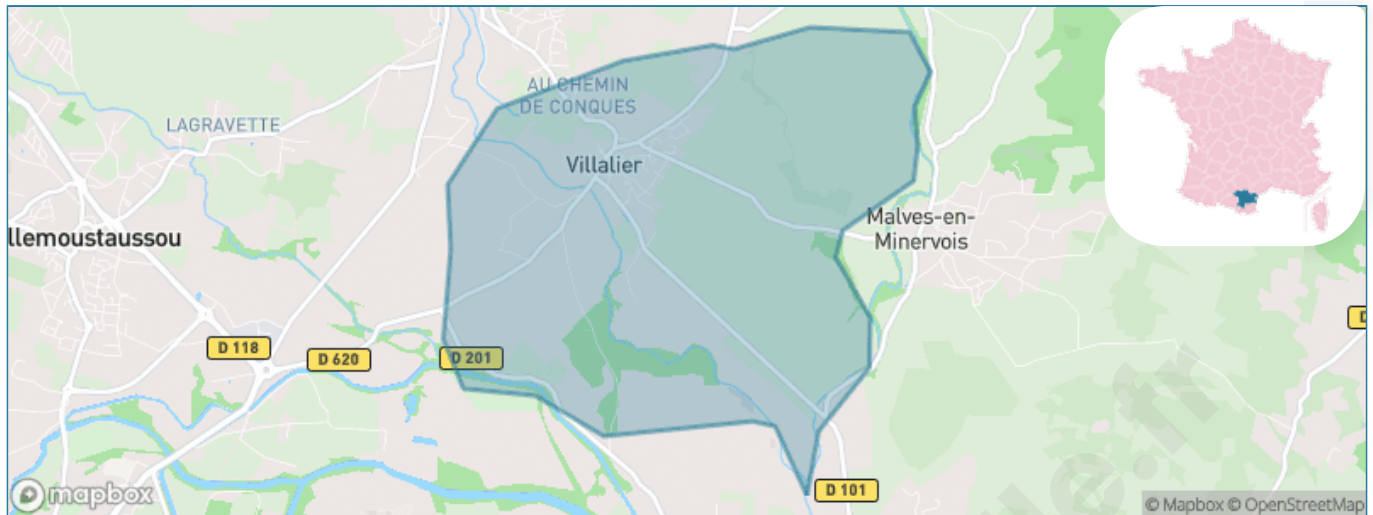 AU CHEMIN
DE CONQUES
LAGRAVETTE
Villalier
Malves-en-
Minervois
llemoustaussou
D 118
D 620
D 201
D 101
mapbox
© Mapbox © OpenStreetMap